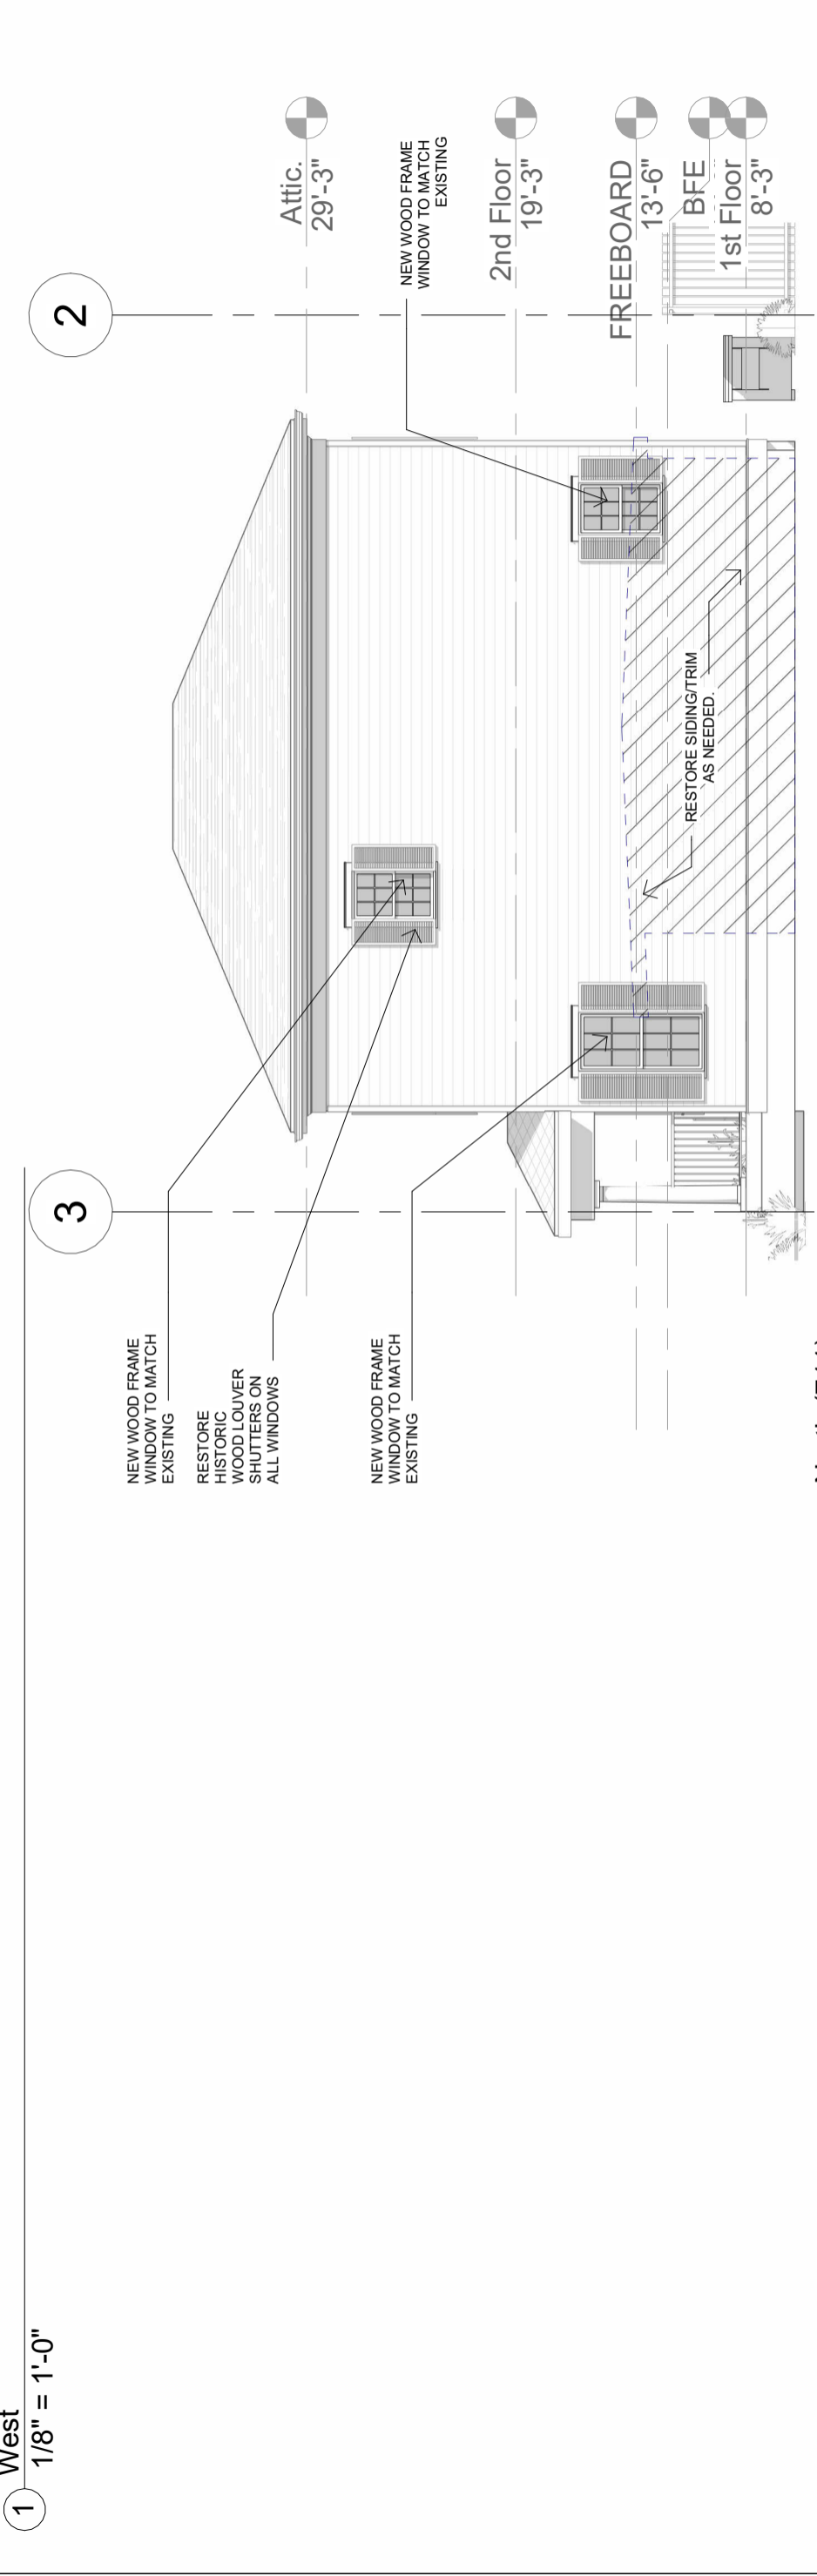 1
West
1/8" = 1'-0"
3
2
NEW WOOD FRAME
WINDOW TO MATCH
EXISTING
RESTORE
HISTORIC
WOOD LOUVER
SHUTTERS ON
ALL WINDOWS
NEW WOOD FRAME
WINDOW TO MATCH
EXISTING
NEW WOOD FRAME
WINDOW TO MATCH
EXISTING
RESTORE SIDING/TRIM
AS NEEDED.
Attic.
29'-3"
2nd Floor
19'-3"
FREEBOARD
13'-6"
BFE
1st Floor
8'-3"